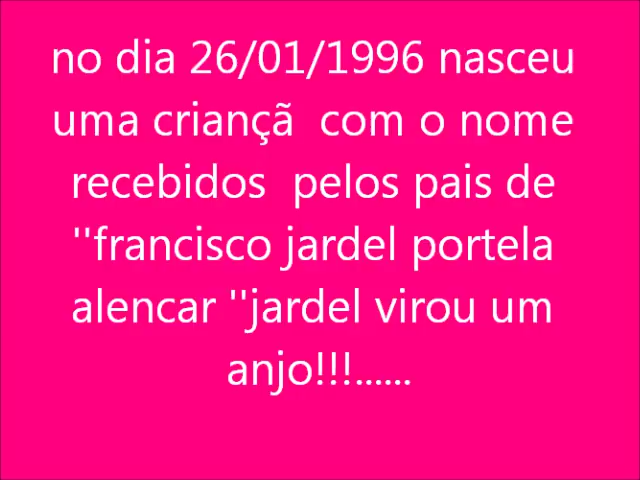 no dia 26/01/1996 nasceu
uma criançã  com o nome
recebidos  pelos pais de
''francisco jardel portela
alencar ''jardel virou um
anjo!!!......